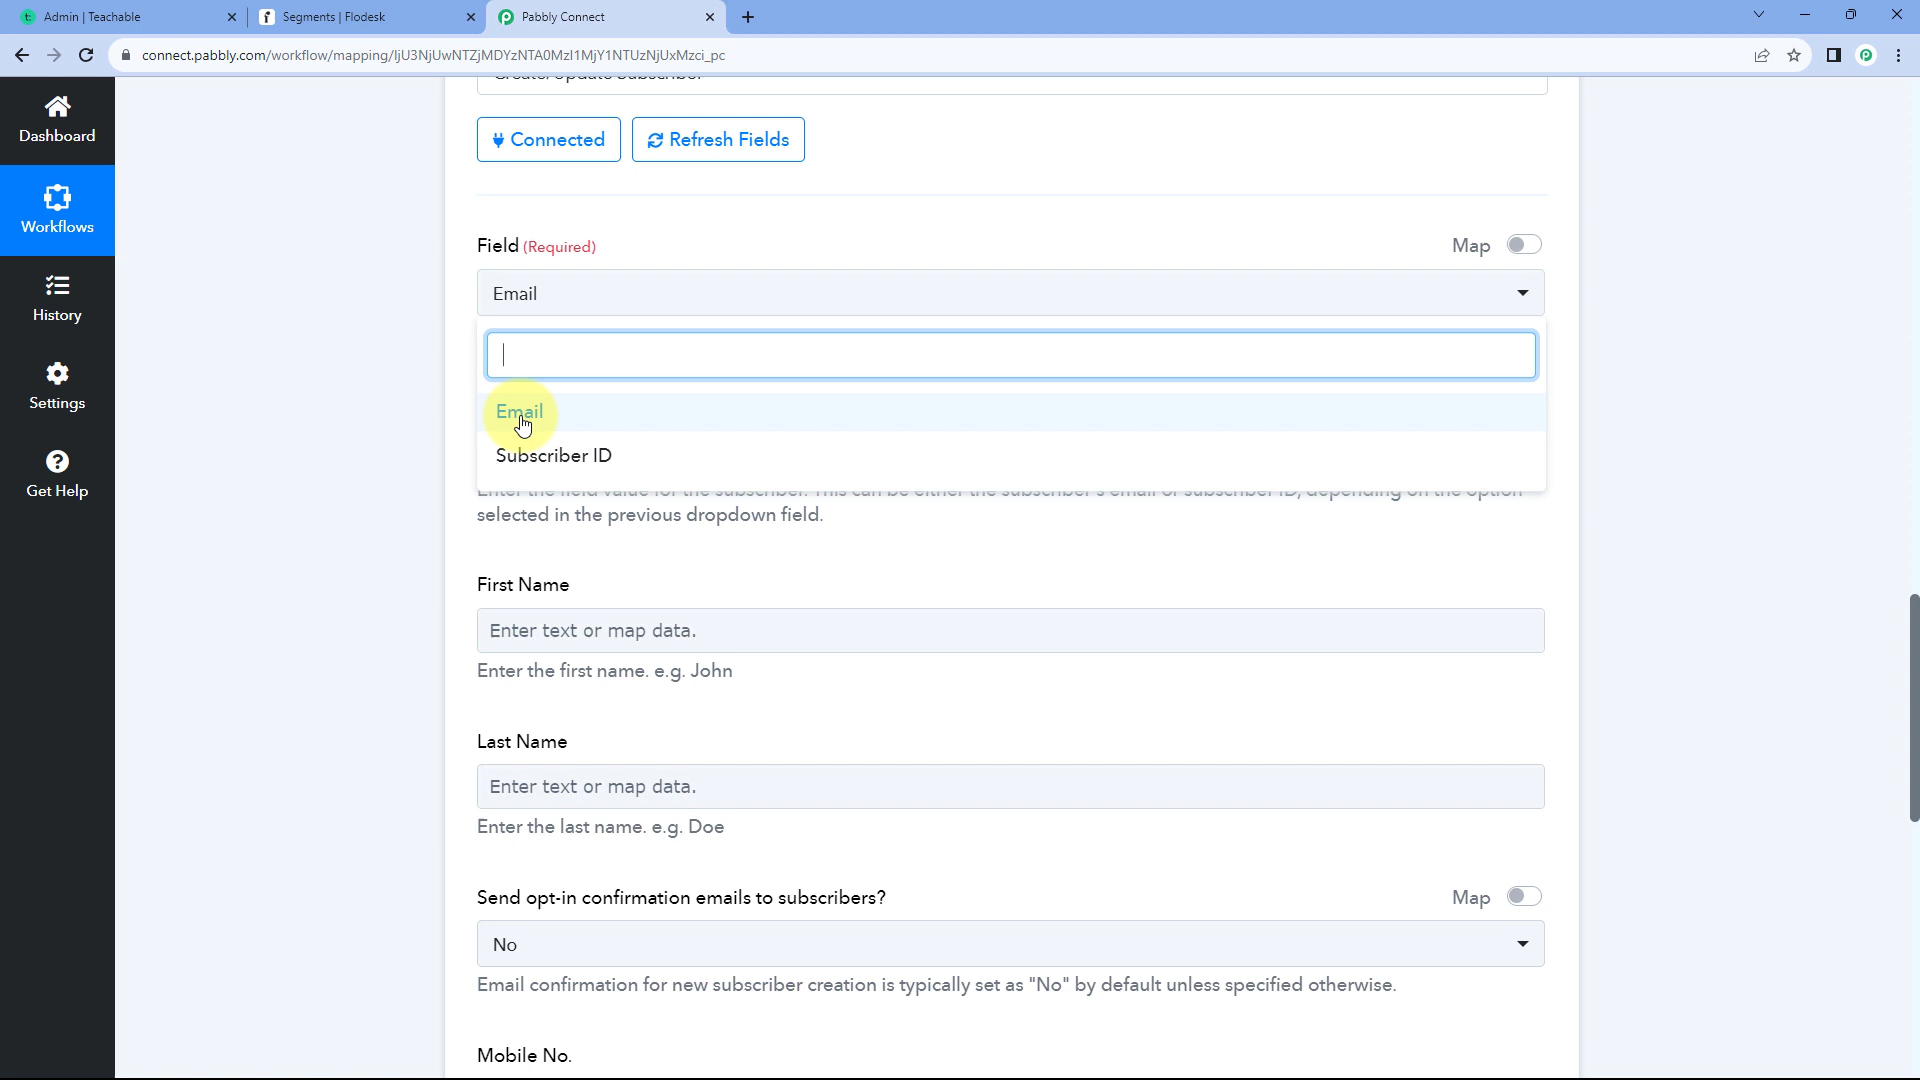 Admin | Teachable
Segments | Flodesk
Pabbly Connect
connect.pabbly.com/workflow/mapping/IjU3NjUwNTZjMDYzNTA0MzI1MjY1NTUzNjUxMzci_pc
Create/Update Subscriber
Dashboard
Connected
Refresh Fields
Workflows
Field (Required)
Map
History
Email
Email
Settings
Subscriber ID
Get Help
Enter the field value for the subscriber. This can be either the subscriber's email or subscriber ID, depending on the option
selected in the previous dropdown field.
First Name
Enter text or map data.
Enter the first name. e.g. John
Last Name
Enter text or map data.
Enter the last name. e.g. Doe
Send opt-in confirmation emails to subscribers?
Map
No
Email confirmation for new subscriber creation is typically set as "No" by default unless specified otherwise.
Mobile No.